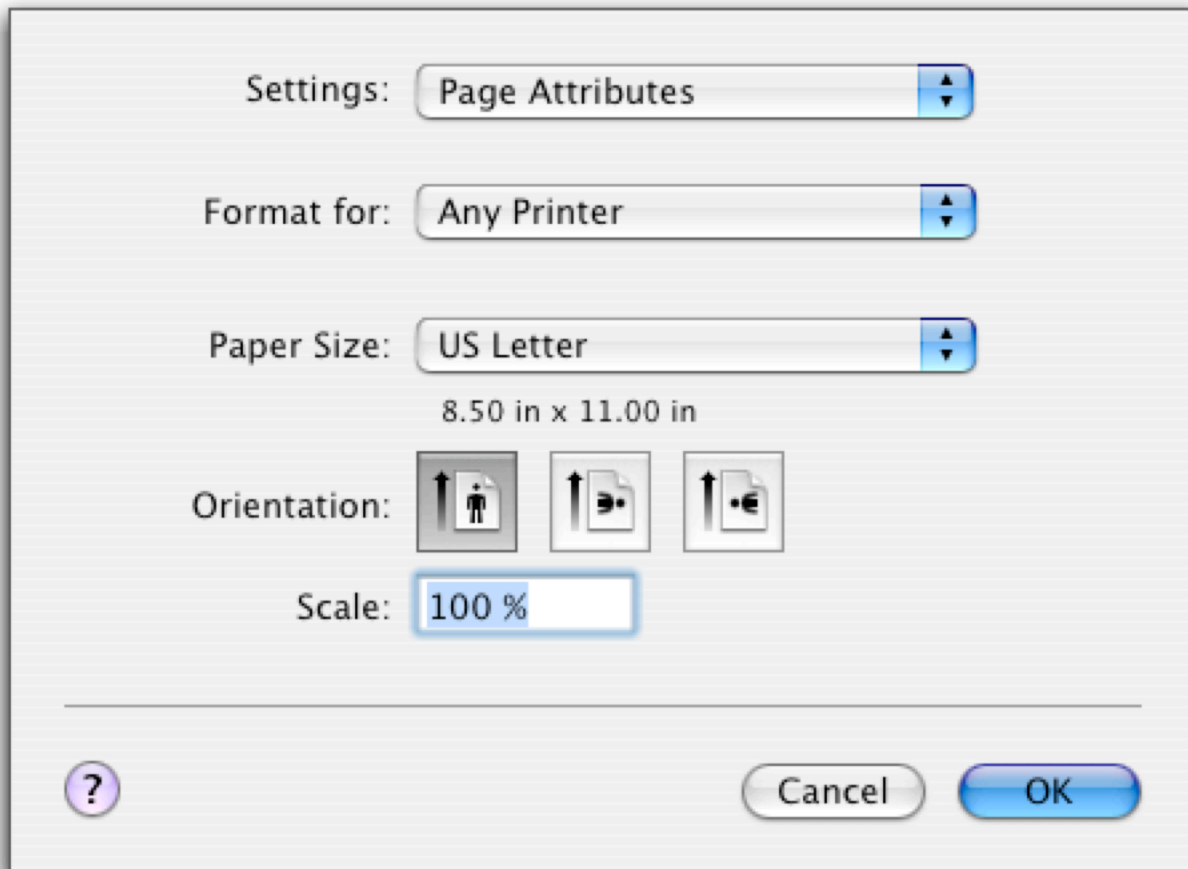 Settings: Page Attributes
Format for: Any Printer
Paper Size: US Letter
8.50 in x 11.00 in
Orientation:
Scale: 100 %
? Cancel OK